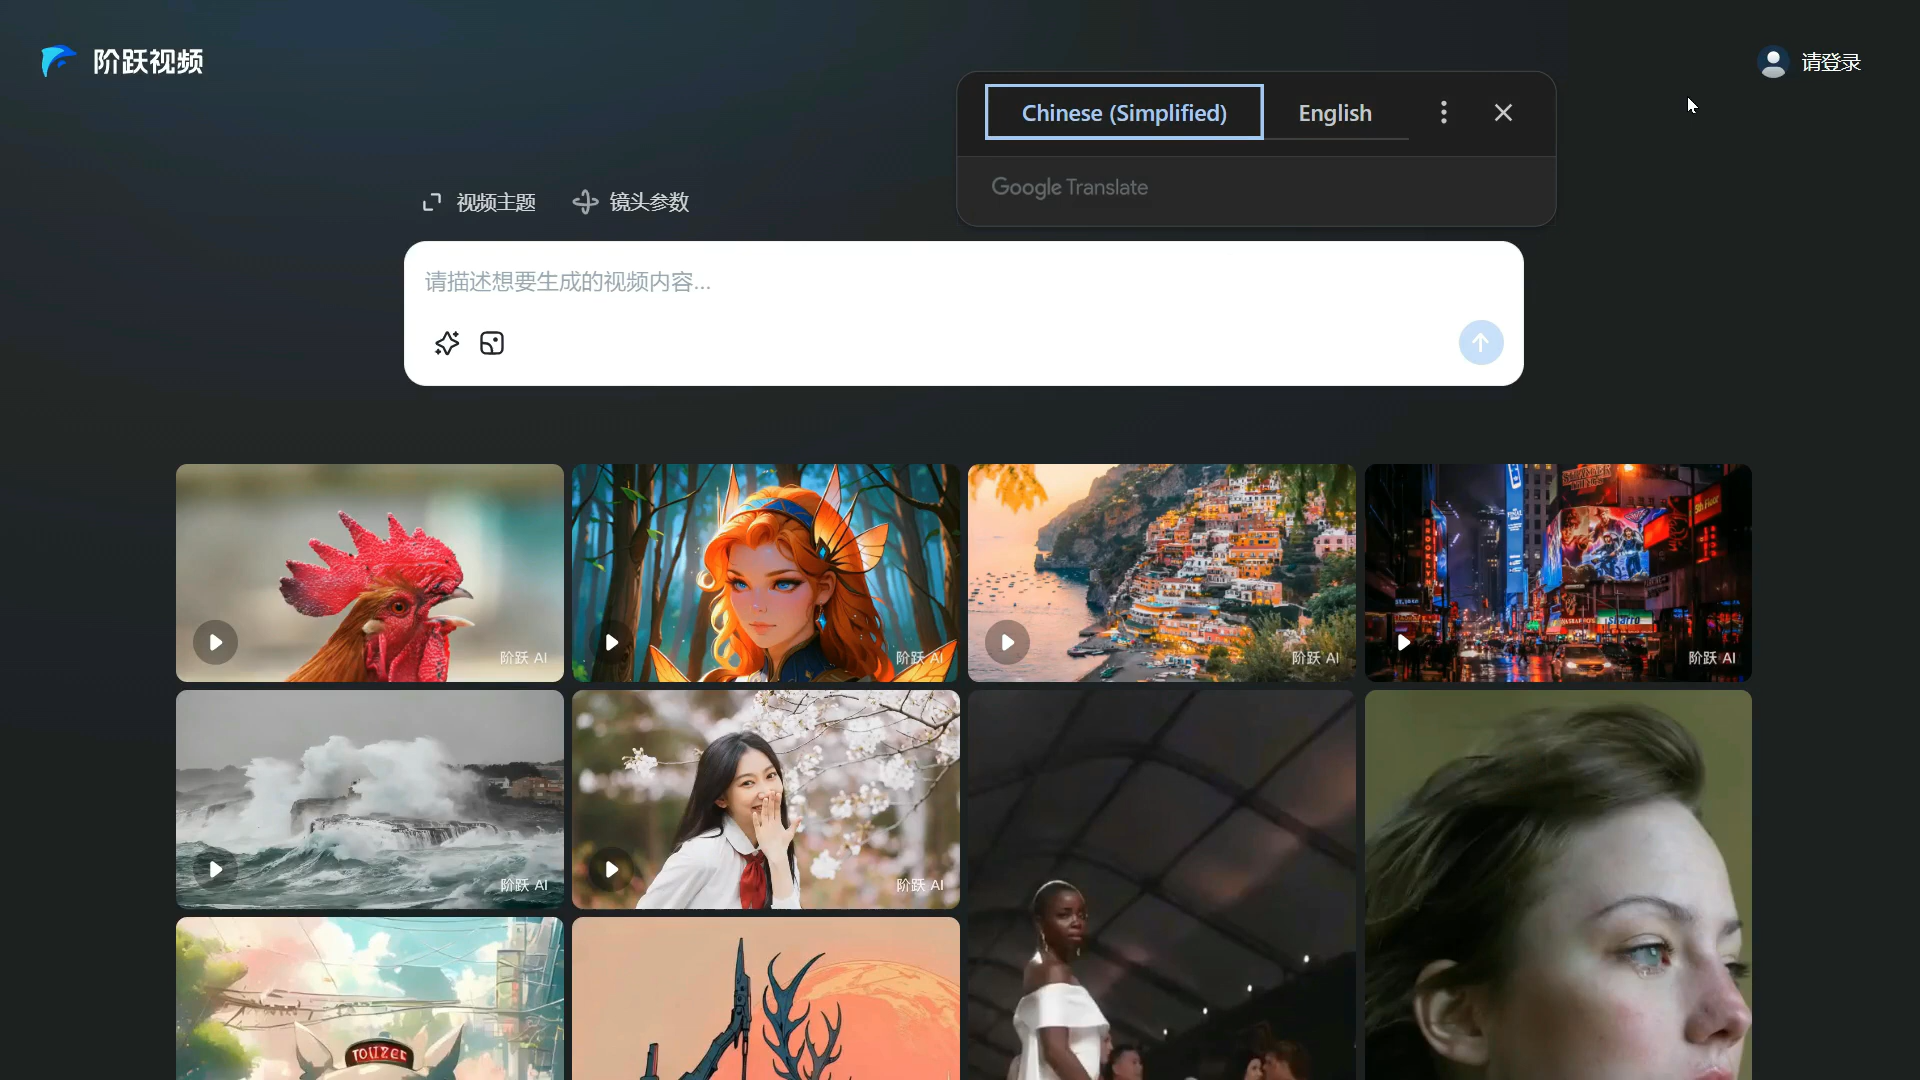 阶跃视频
请登录
Chinese (Simplified)
English
Google Translate
视频主题
镜头参数
请描述想要生成的视频内容...
阶跃 AI
阶跃 AI
阶跃 AI
阶跃 AI
阶跃 AI
阶跃 AI